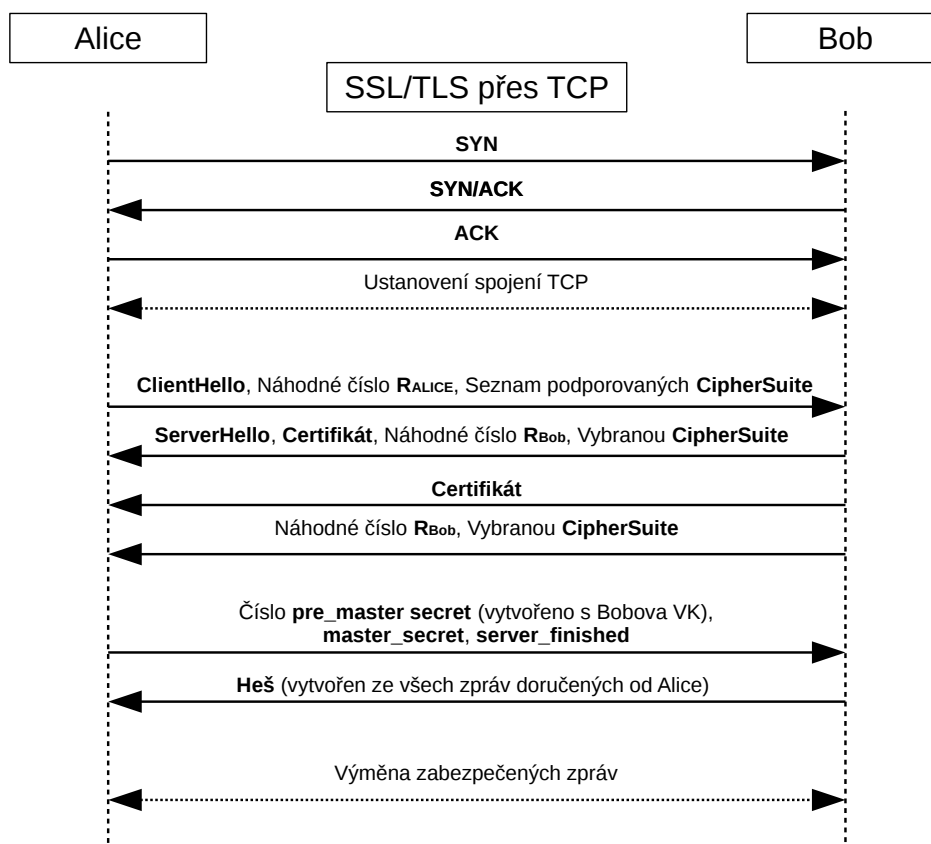 Alice
Bob
SSL/TLS přes TCP
SYN
SYN/ACK
ACK
Ustanovení spojení TCP
ClientHello, Náhodné číslo RALICE, Seznam podporovaných CipherSuite
ServerHello, Certifikát, Náhodné číslo RBob, Vybranou CipherSuite
Certifikát
Náhodné číslo RBob, Vybranou CipherSuite
Číslo pre_master secret (vytvořeno s Bobova VK),
master_secret, server_finished
Heš (vytvořen ze všech zpráv doručených od Alice)
Výměna zabezpečených zpráv